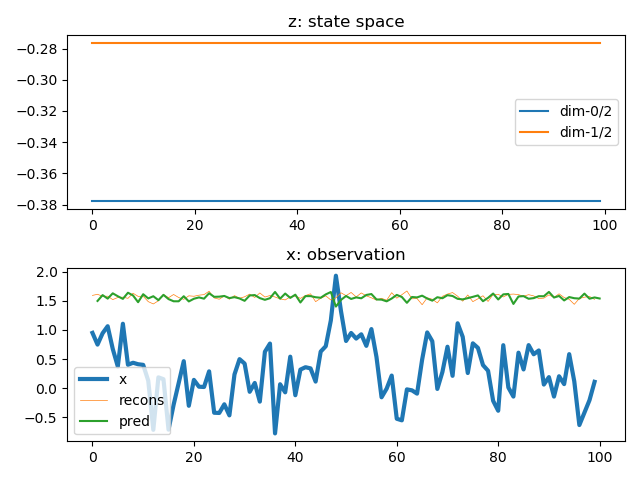 z: state space
−0.28
−0.30
−0.32
−0.34
−0.36
−0.38
dim-0/2
dim-1/2
0 20 40 60 80 100
x: observation
2.0
1.5
1.0
0.5
0.0
−0.5
x
recons
pred
0 20 40 60 80 100